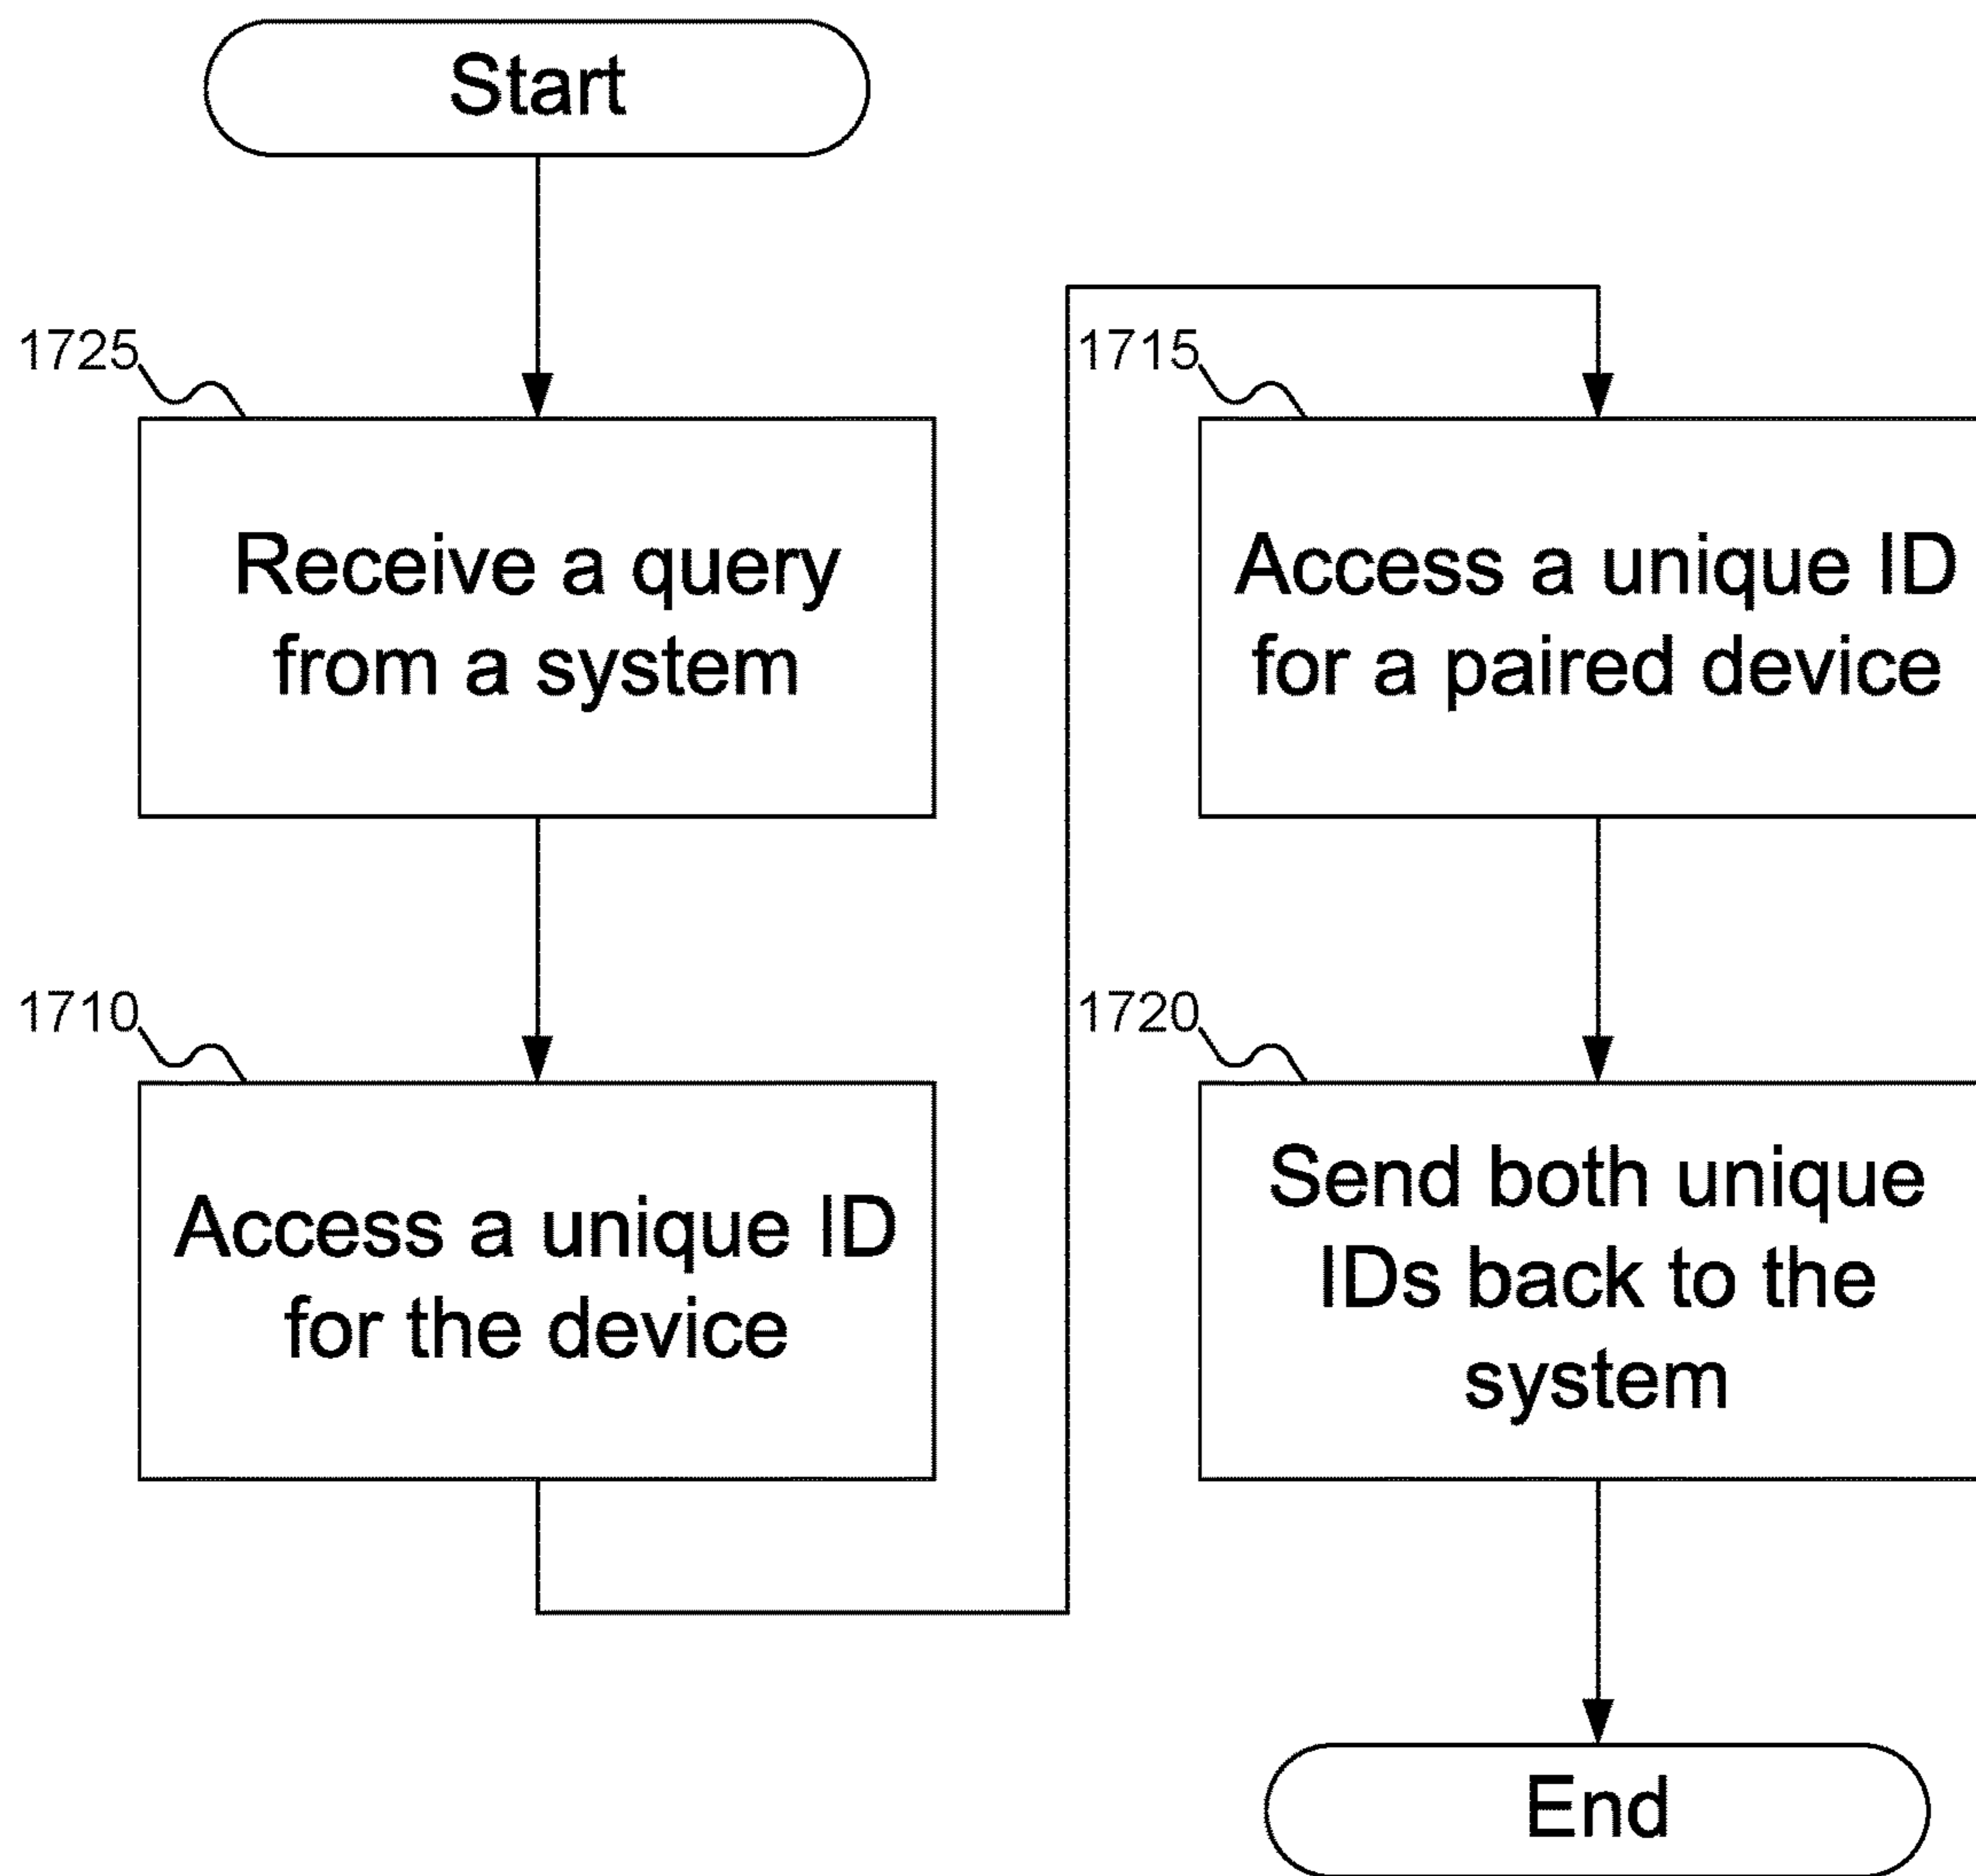 Start
1725
Receive a query
from a system
1710
Access a unique ID
for the device
1715
Access a unique ID
for a paired device
1720
Send both unique
IDs back to the
system
End